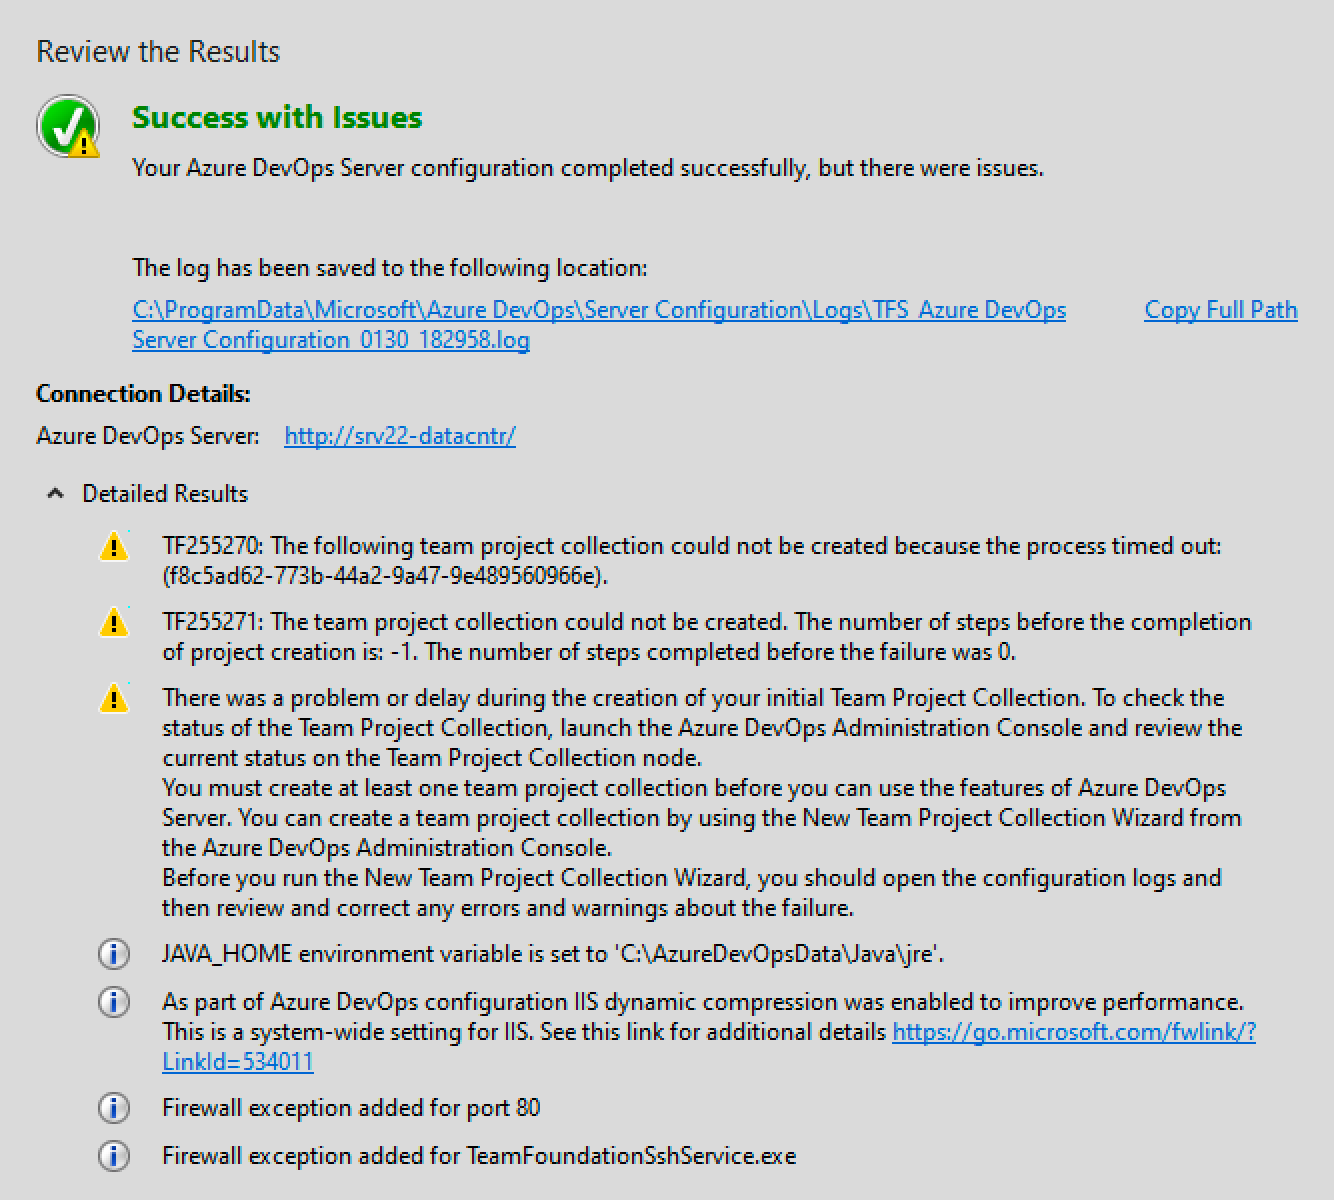 Review the Results
Success with Issues
Your Azure DevOps Server configuration completed successfully, but there were issues.
The log has been saved to the following location:
C:\ProgramData\Microsoft\Azure DevOps\Server Configuration\Logs\TFS_Azure DevOps
Server Configuration_0130_182958.log
Copy Full Path
Connection Details:
Azure DevOps Server: http://srv22-datacntr/
Detailed Results
TF255270: The following team project collection could not be created because the process timed out:
(f8c5ad62-773b-44a2-9a47-9e489560966e).
TF255271: The team project collection could not be created. The number of steps before the completion
of project creation is: -1. The number of steps completed before the failure was 0.
There was a problem or delay during the creation of your initial Team Project Collection. To check the
status of the Team Project Collection, launch the Azure DevOps Administration Console and review the
current status on the Team Project Collection node.
You must create at least one team project collection before you can use the features of Azure DevOps
Server. You can create a team project collection by using the New Team Project Collection Wizard from
the Azure DevOps Administration Console.
Before you run the New Team Project Collection Wizard, you should open the configuration logs and
then review and correct any errors and warnings about the failure.
JAVA_HOME environment variable is set to 'C:\AzureDevOpsData\Java\jre'.
As part of Azure DevOps configuration IIS dynamic compression was enabled to improve performance.
This is a system-wide setting for IIS. See this link for additional details https://go.microsoft.com/fwlink/?
LinkId=534011
Firewall exception added for port 80
Firewall exception added for TeamFoundationSshService.exe